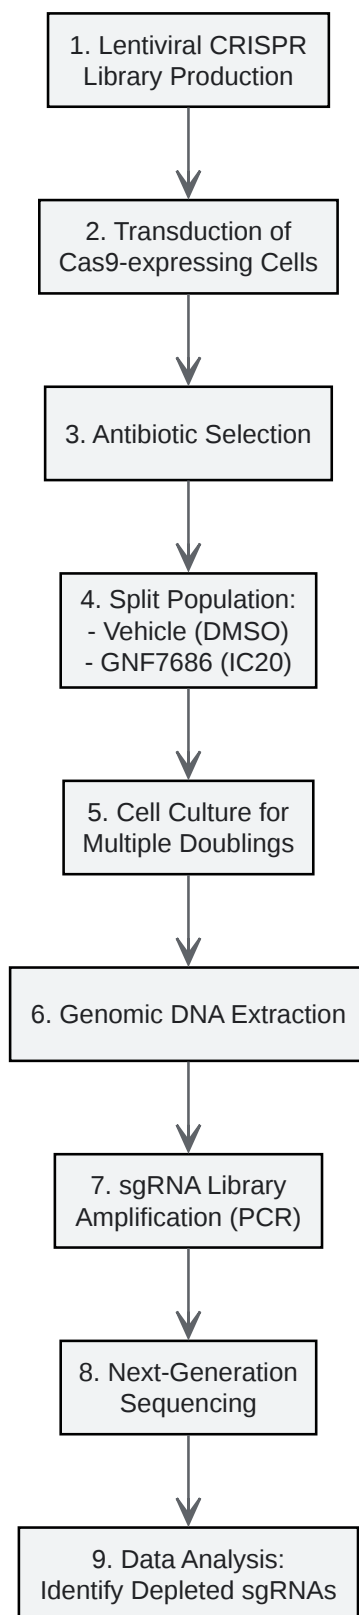 1. Lentiviral CRISPR
Library Production
2. Transduction of
Cas9-expressing Cells
3. Antibiotic Selection
4. Split Population:
- Vehicle (DMSO)
- GNF7686 (IC20)
5. Cell Culture for
Multiple Doublings
6. Genomic DNA Extraction
7. sgRNA Library
Amplification (PCR)
8. Next-Generation
Sequencing
9. Data Analysis:
Identify Depleted sgRNAs